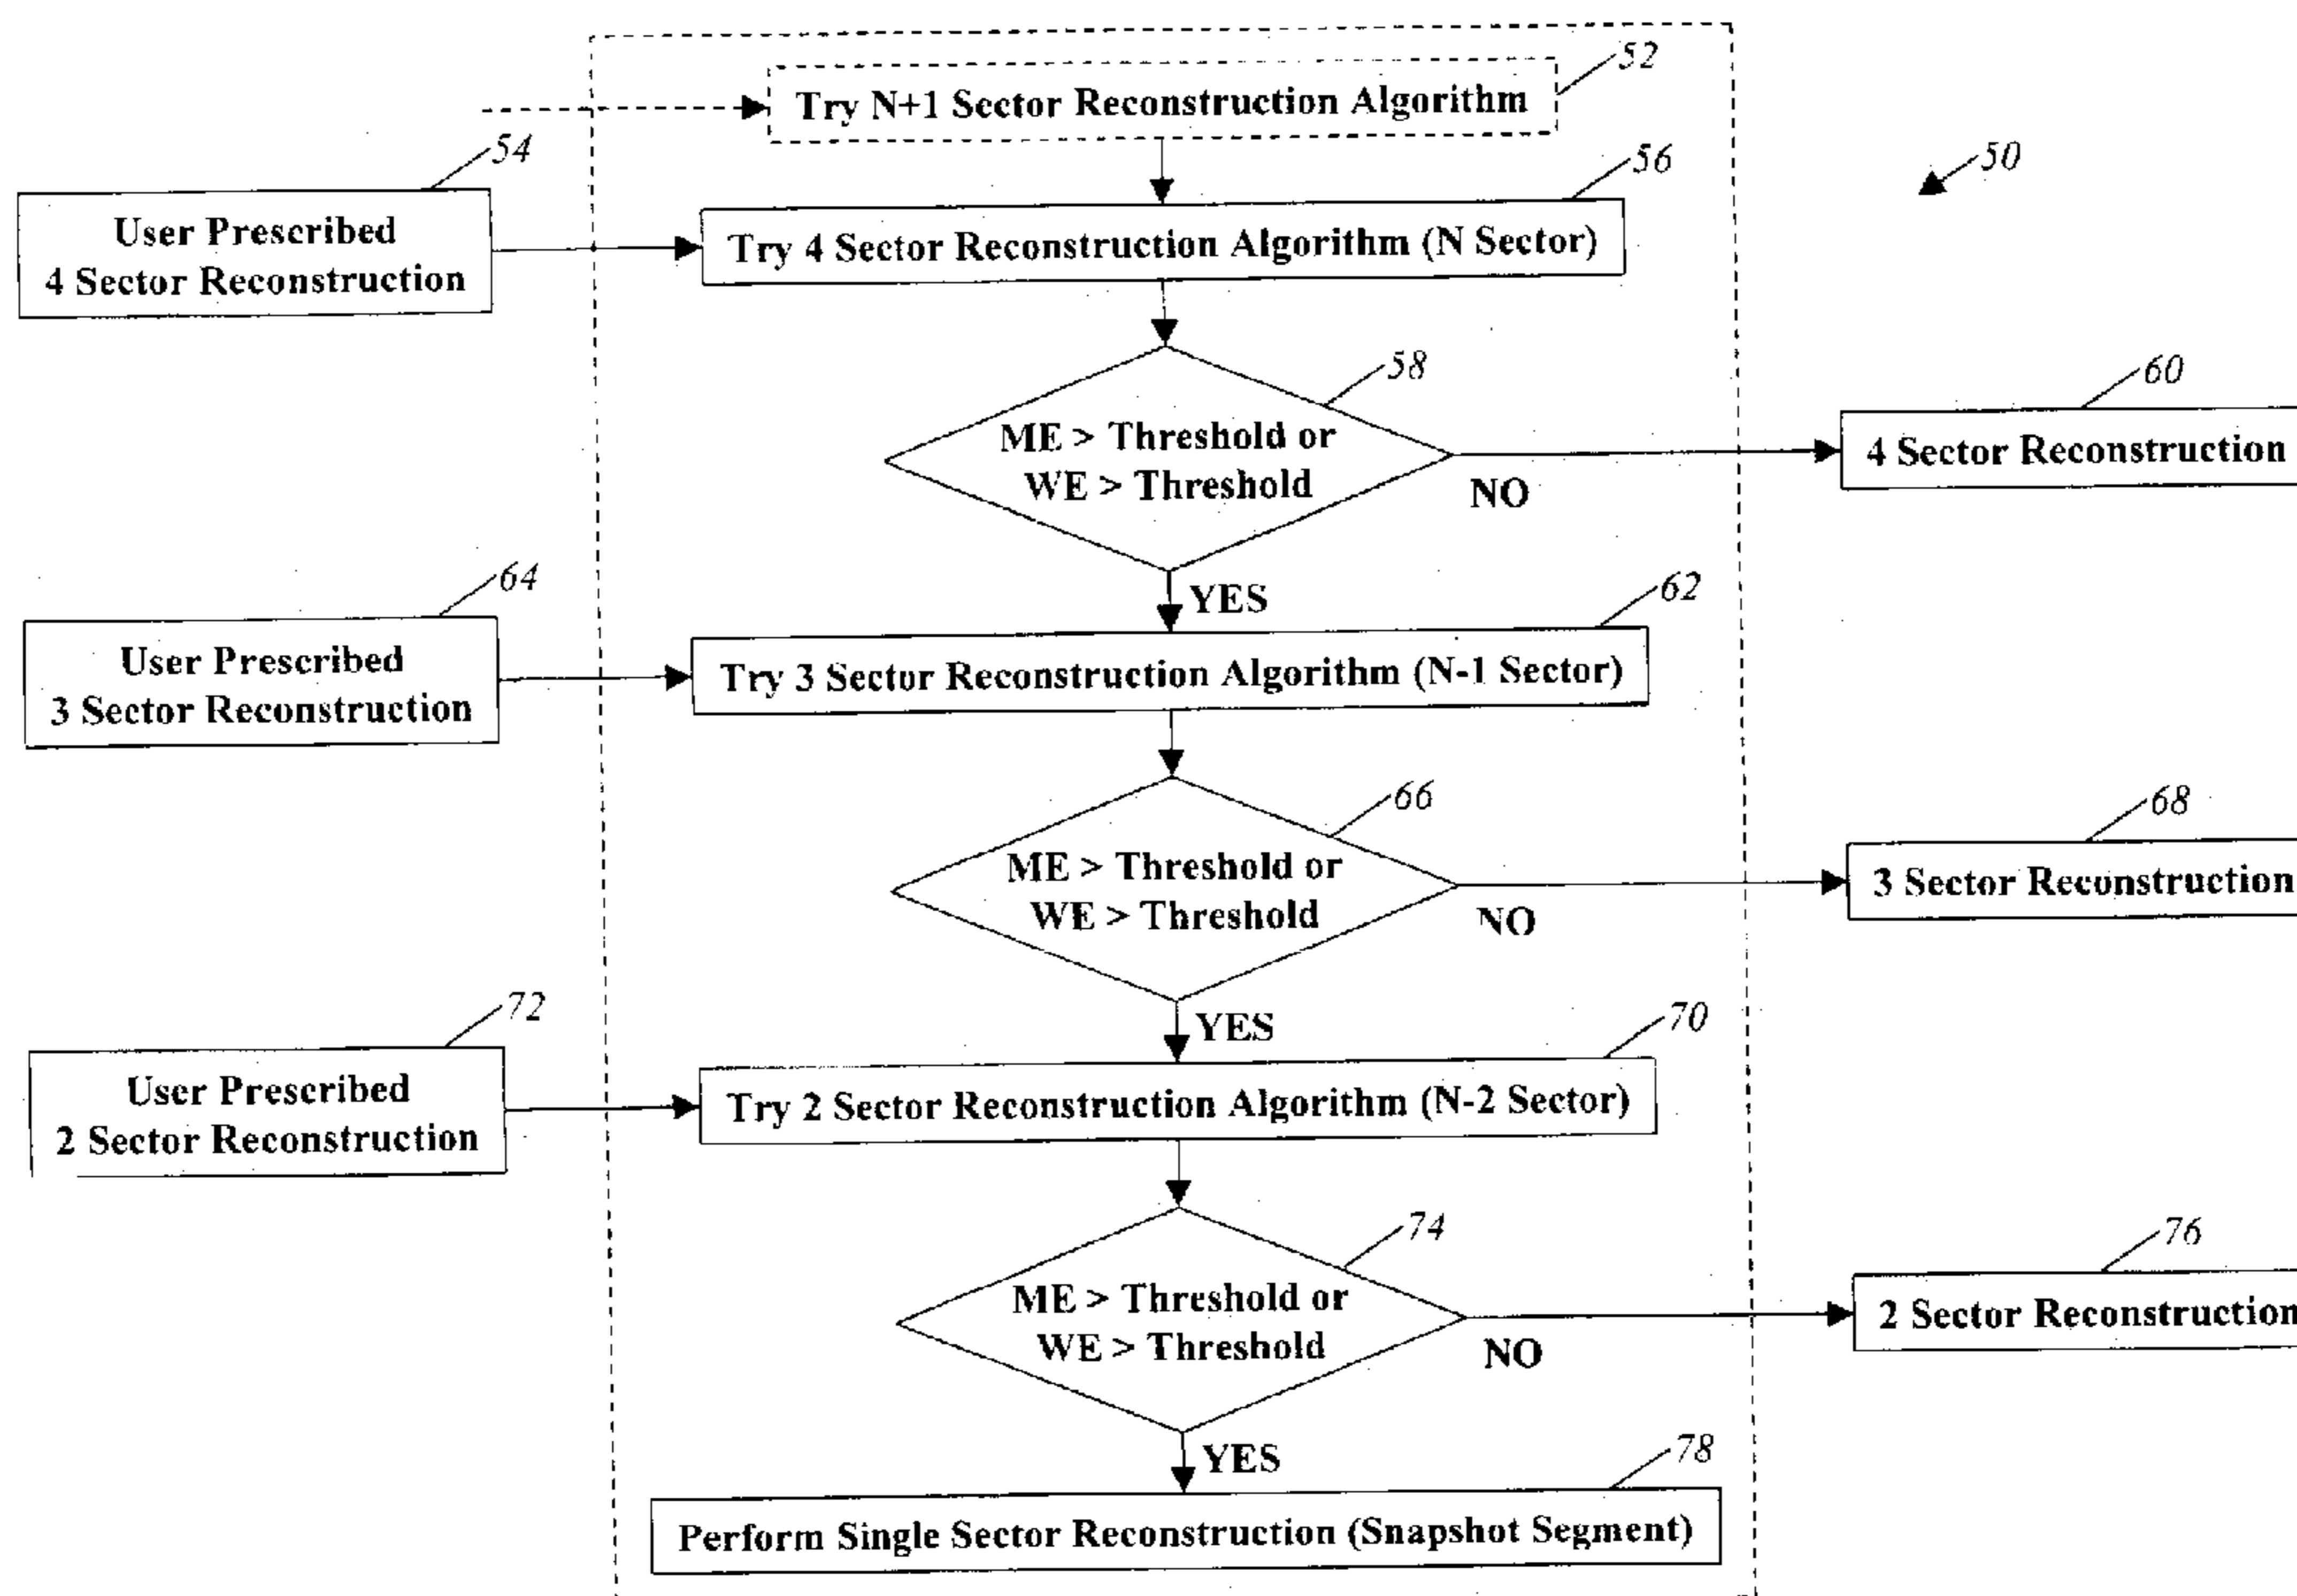 52
Try N+1 Sector Reconstruction Algorithm
54
56
50
User Prescribed
4 Sector Reconstruction
Try 4 Sector Reconstruction Algorithm (N Sector)
58
60
ME > Threshold or
WE > Threshold
NO
4 Sector Reconstruction
YES
64
62
User Prescribed
3 Sector Reconstruction
Try 3 Sector Reconstruction Algorithm (N-1 Sector)
66
68
ME > Threshold or
WE > Threshold
NO
3 Sector Reconstruction
YES
72
70
User Prescribed
2 Sector Reconstruction
Try 2 Sector Reconstruction Algorithm (N-2 Sector)
74
76
ME > Threshold or
WE > Threshold
NO
2 Sector Reconstruction
YES
78
Perform Single Sector Reconstruction (Snapshot Segment)